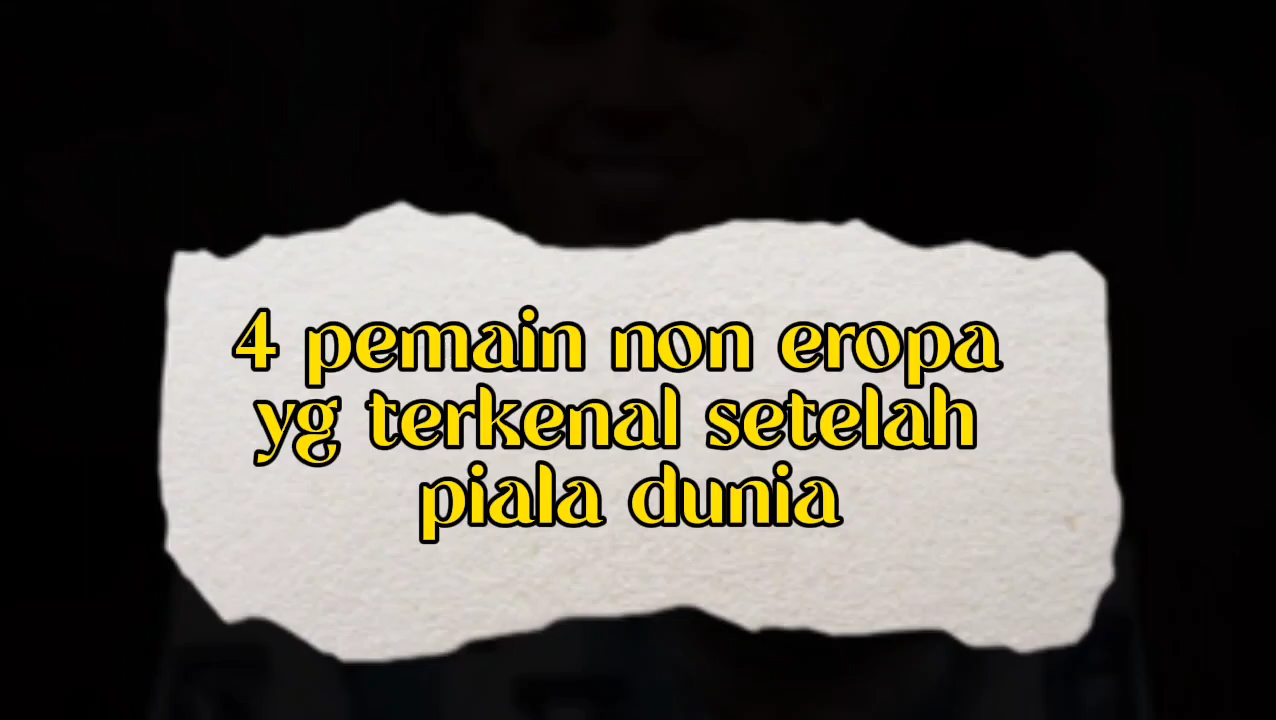 4 pemain non eropa
yg terkenal setelah
piala dunia